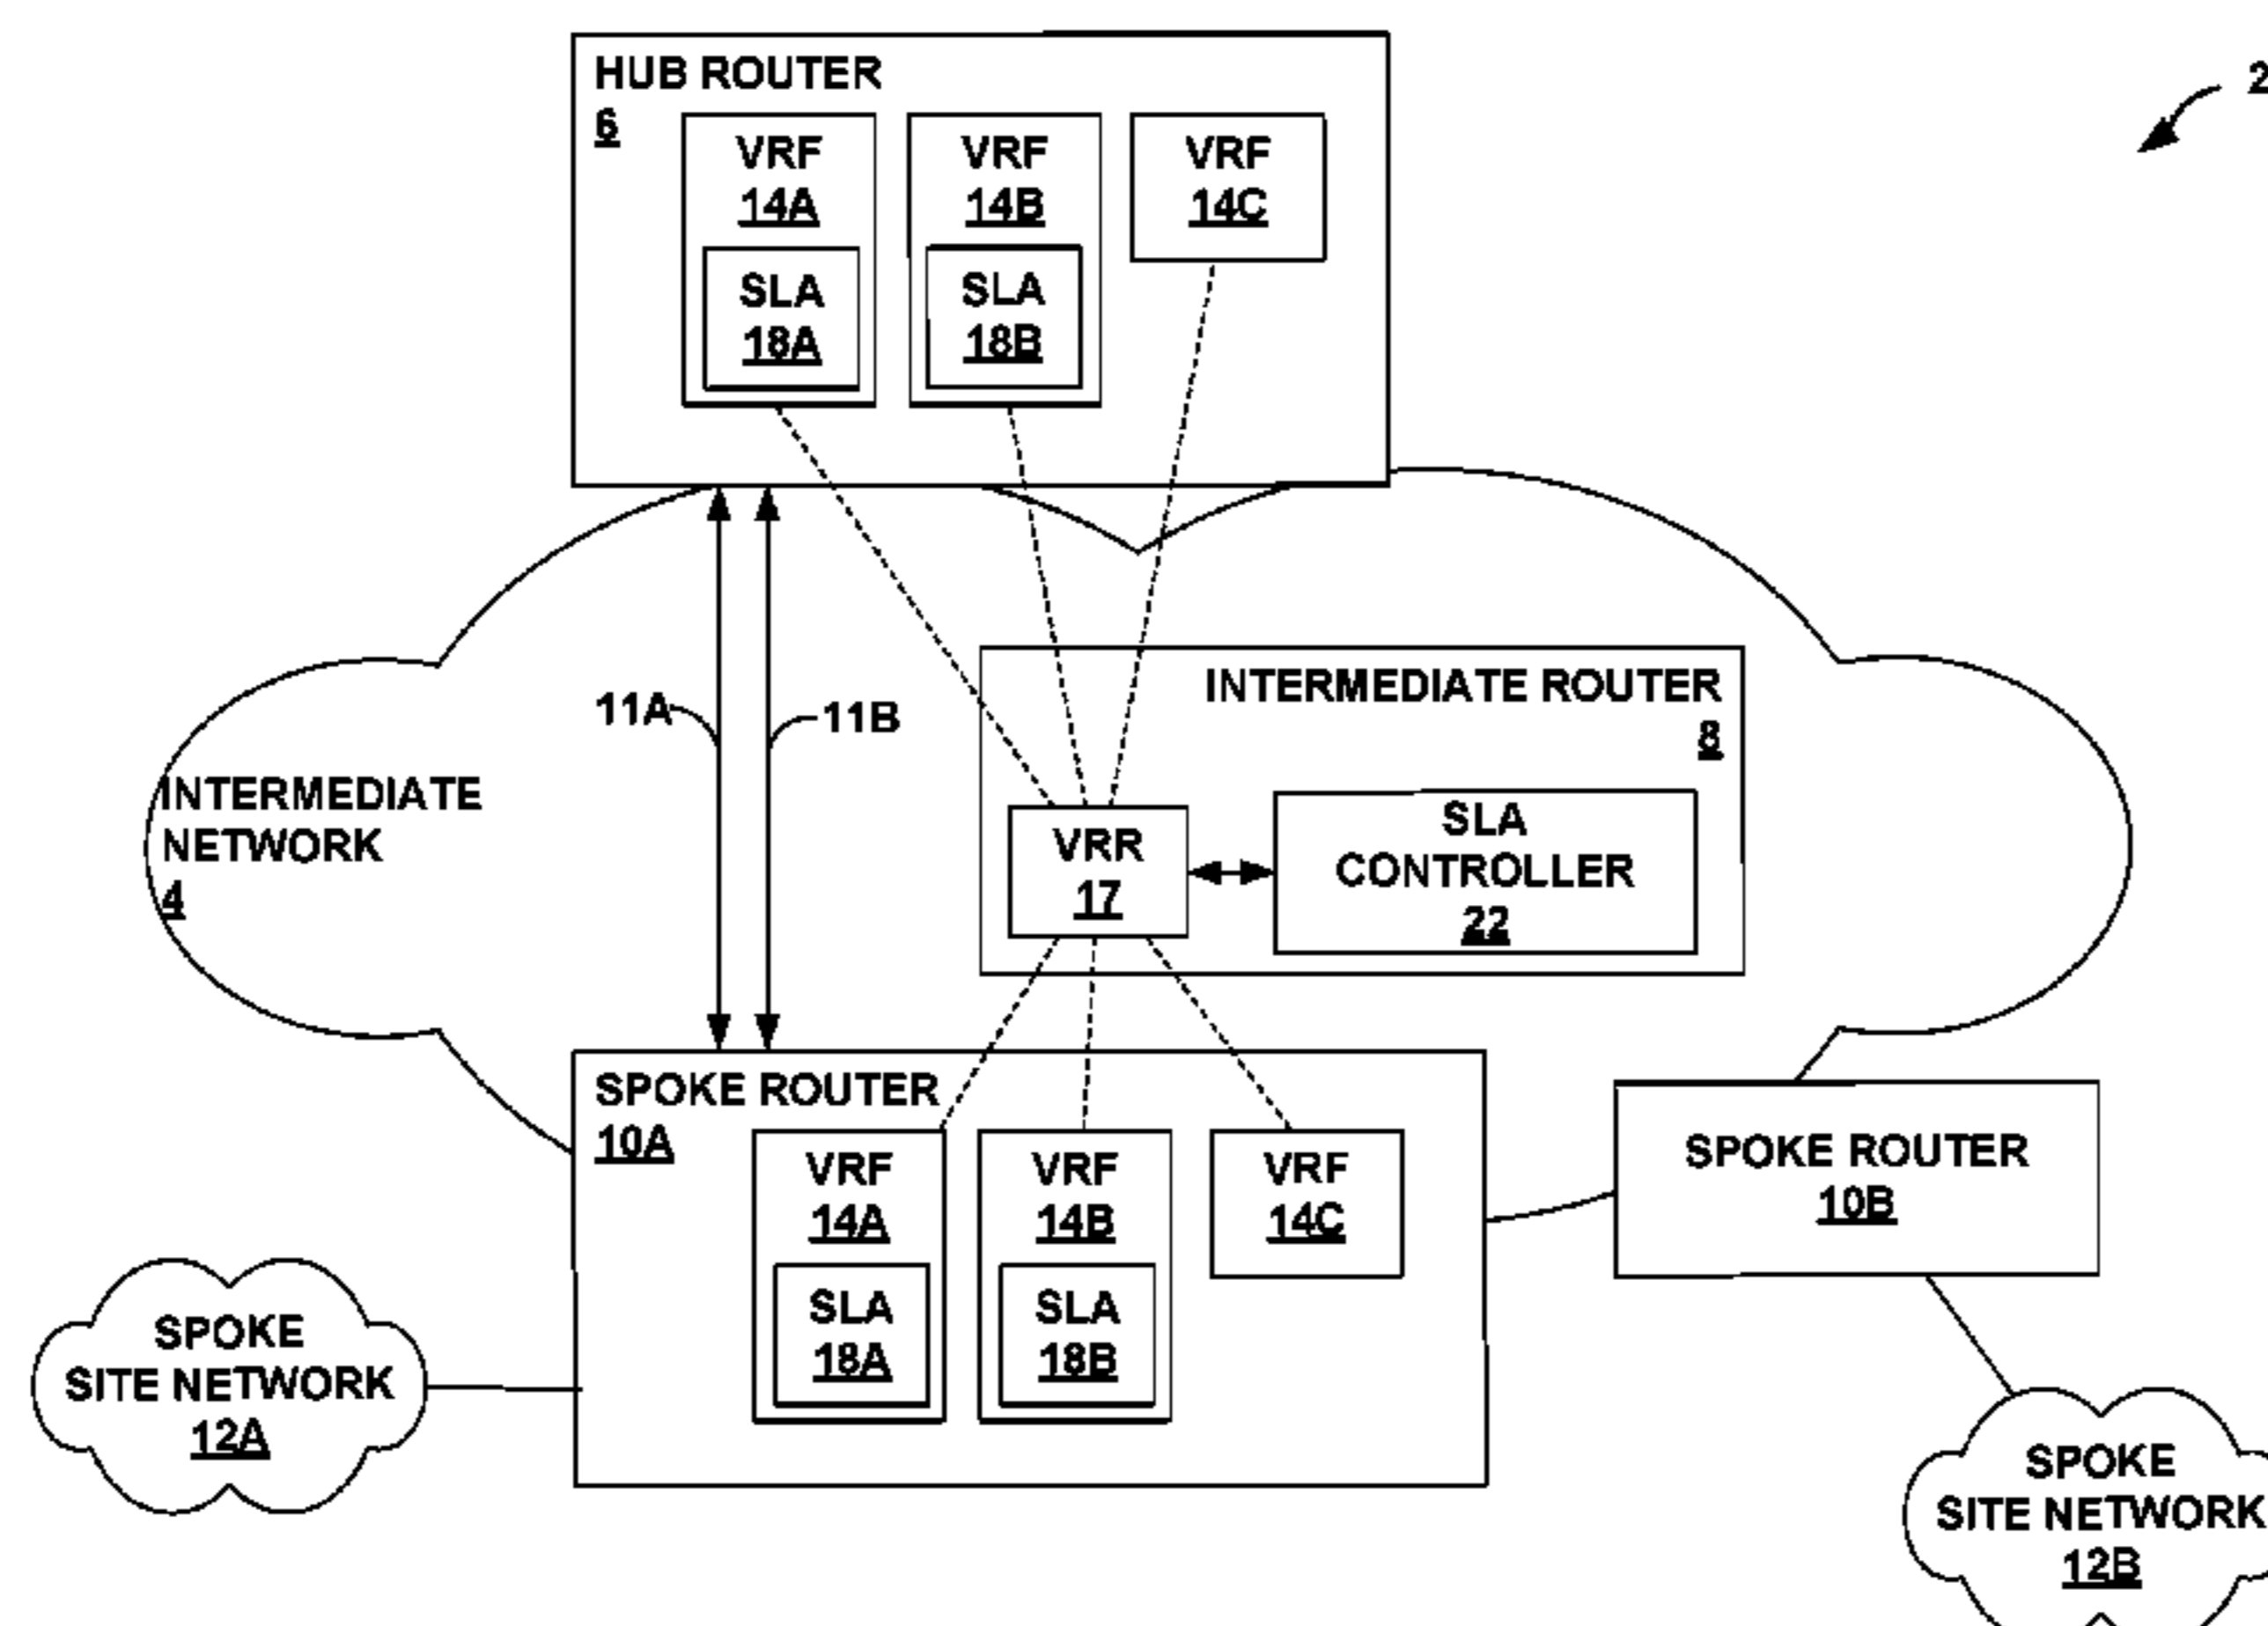 2
HUB ROUTER
6
VRF
14A
SLA
18A
VRF
14B
SLA
18B
VRF
14C
11A
11B
INTERMEDIATE ROUTER
8
INTERMEDIATE
NETWORK
4
VRR
17
SLA
CONTROLLER
22
SPOKE ROUTER
10A
VRF
14A
SLA
18A
VRF
14B
SLA
18B
VRF
14C
SPOKE ROUTER
10B
SPOKE
SITE NETWORK
12A
SPOKE
SITE NETWORK
12B